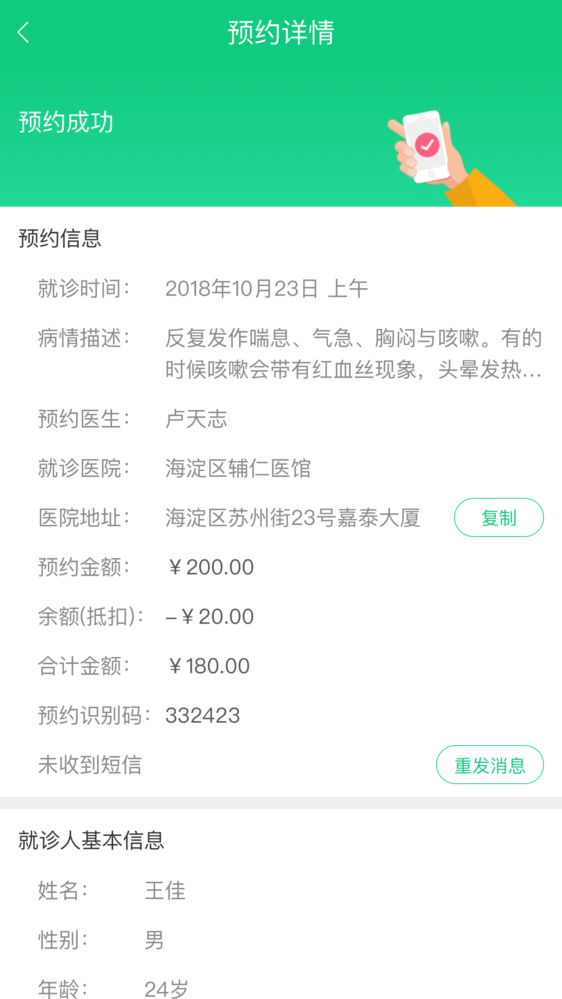 预约详情
预约成功
预约信息
就诊时间： 2018年10月23日 上午
病情描述： 反复发作喘息、气急、胸闷与咳嗽。有的
时候咳嗽会带有红血丝现象，头晕发热...
预约医生： 卢天志
就诊医院： 海淀区辅仁医馆
医院地址： 海淀区苏州街23号嘉泰大厦 复制
预约金额： ￥200.00
余额(抵扣)： –￥20.00
合计金额： ￥180.00
预约识别码： 332423
未收到短信 重发消息
就诊人基本信息
姓名： 王佳
性别： 男
年龄： 24岁